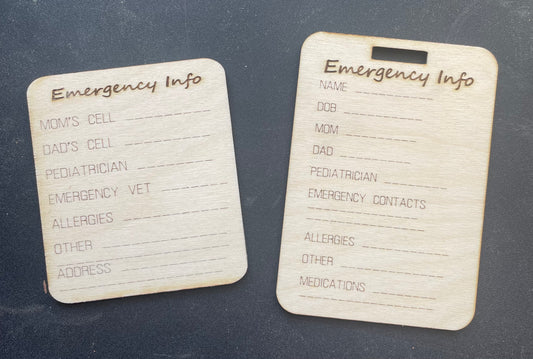 Emergency Info
MOM'S CELL
DAD'S CELL
PEDIATRICIAN
EMERGENCY VET
ALLERGIES
OTHER
ADDRESS
Emergency Info
NAME
DOB
MOM
DAD
PEDIATRICIAN
EMERGENCY CONTACTS
ALLERGIES
OTHER
MEDICATIONS